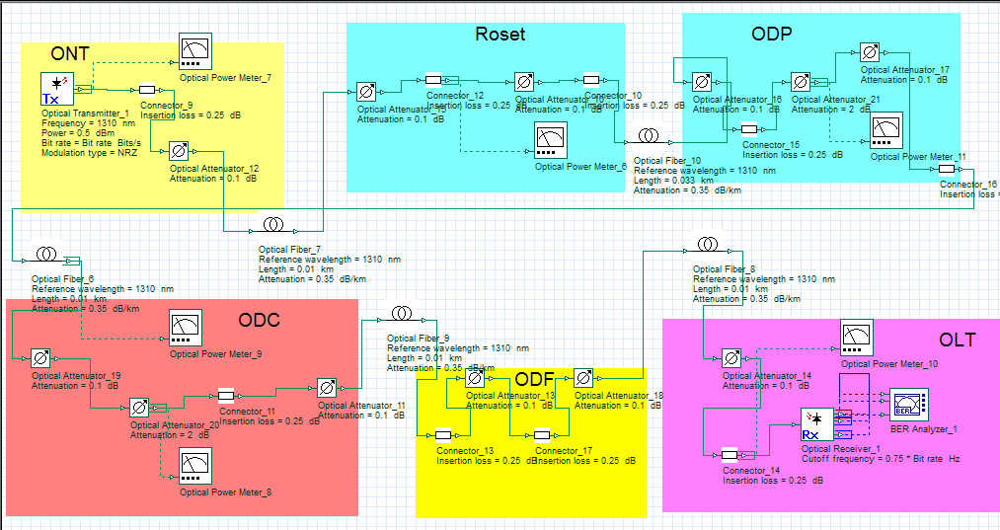 ONT
Optical Power Meter_7
Tx
Optical Transmitter_1
Frequency = 1310 nm
Power = 0.5 dBm
Bit rate = Bit rate Bits/s
Modulation type = NRZ
Connector_9
Insertion loss = 0.25 dB
Optical Attenuator_12
Attenuation = 0.1 dB
Roset
Optical Attenuator
Attenuation = 0.1 dB
Connector_12
Insertion loss = 0.25 dB
Optical Attenuator
Attenuation = 0.1 dB
Connector_10
Insertion loss = 0.25 dB
Optical Power Meter_6
Optical Fiber_10
Reference wavelength = 1310 nm
Length = 0.033 km
Attenuation = 0.35 dB/km
ODP
Optical Attenuator_16
Attenuation = 0.1 dB
Connector_15
Insertion loss = 0.25 dB
Optical Attenuator_21
Attenuation = 2 dB
Optical Attenuator_17
Attenuation = 0.1 dB
Optical Power Meter_11
Connector_16
Insertion loss =
Optical Fiber_7
Reference wavelength = 1310 nm
Length = 0.01 km
Attenuation = 0.35 dB/km
Optical Fiber_6
Reference wavelength = 1310 nm
Length = 0.01 km
Attenuation = 0.35 dB/km
ODC
Optical Power Meter_9
Optical Attenuator_19
Attenuation = 0.1 dB
Optical Attenuator_20
Attenuation = 2 dB
Connector_11
Insertion loss = 0.25 dB
Optical Attenuator_11
Attenuation = 0.1 dB
Optical Power Meter_8
Optical Fiber_9
Reference wavelength = 1310 nm
Length = 0.01 km
Attenuation = 0.35 dB/km
ODF
Optical Attenuator_13
Attenuation = 0.1 dB
Optical Attenuator_18
Attenuation = 0.1 dB
Connector_13
Insertion loss = 0.25 dB
Connector_17
Insertion loss = 0.25 dB
Optical Fiber_8
Reference wavelength = 1310 nm
Length = 0.01 km
Attenuation = 0.35 dB/km
OLT
Optical Power Meter_10
Optical Attenuator_14
Attenuation = 0.1 dB
BER
BER Analyzer_1
Rx
Optical Receiver_1
Cutoff frequency = 0.75 * Bit rate Hz
Connector_14
Insertion loss = 0.25 dB